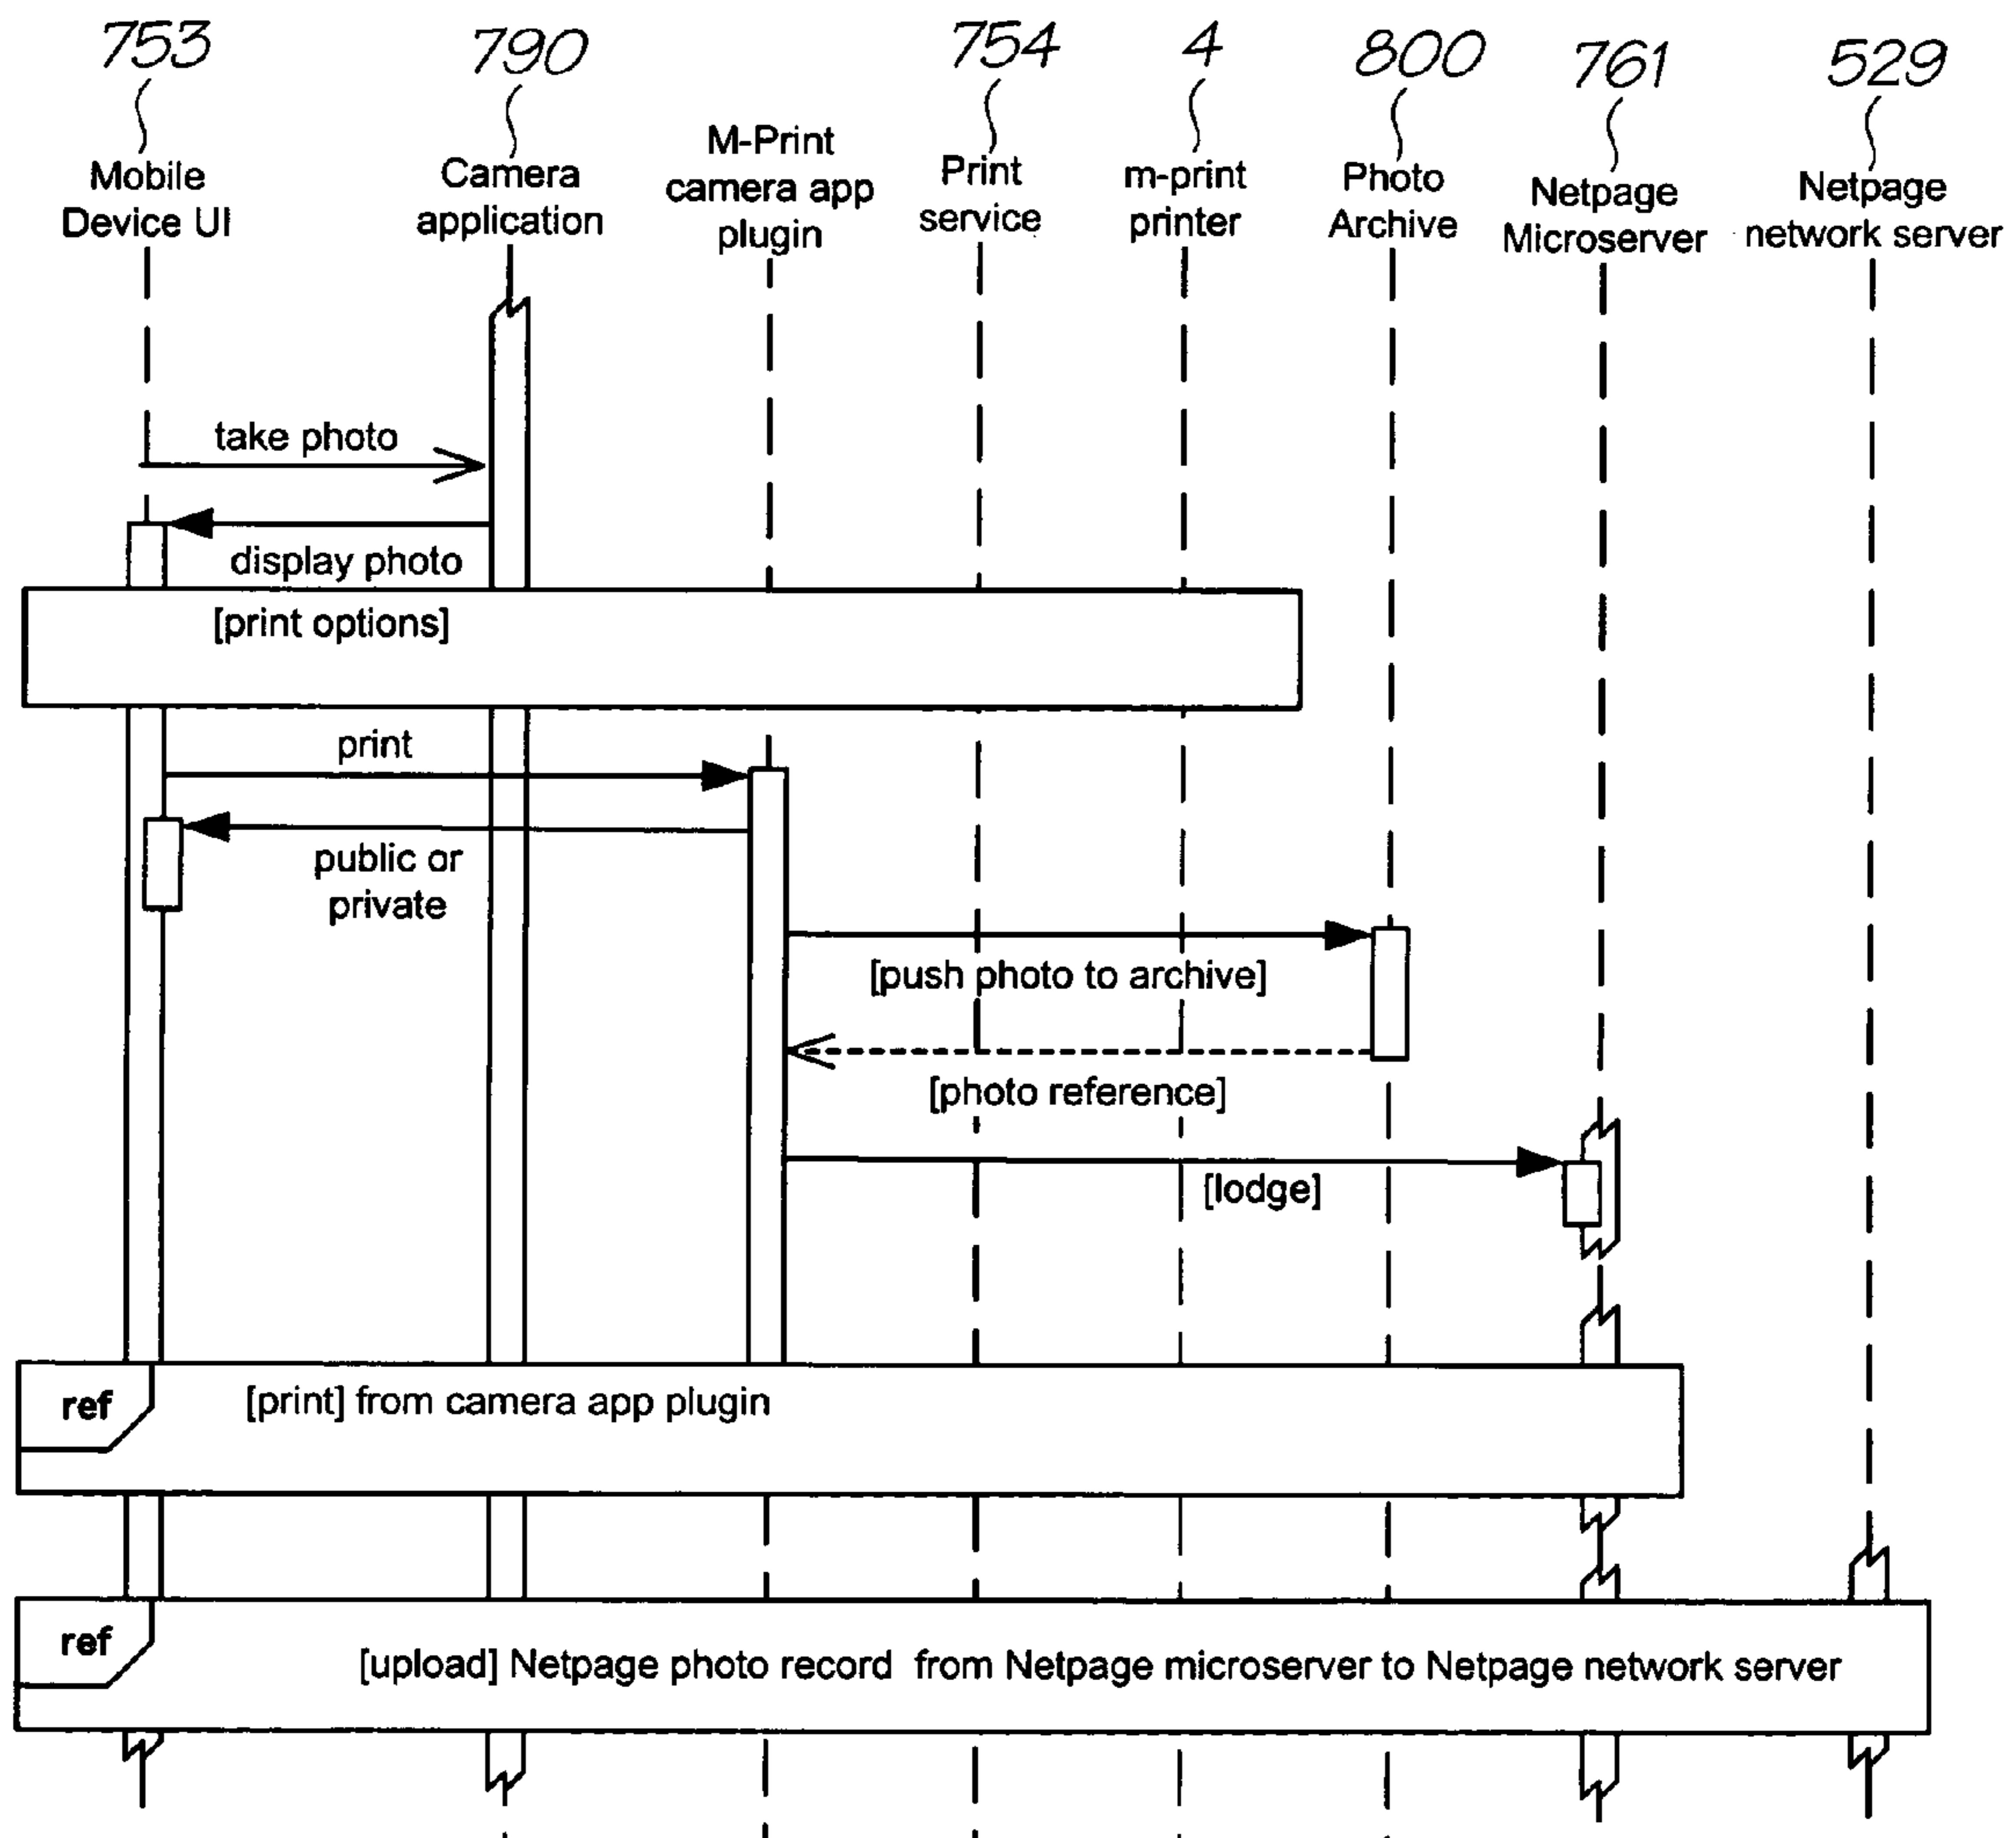 753
790
754
4
800
761
529
Mobile
Device UI
Camera
application
M-Print
camera app
plugin
Print
service
m-print
printer
Photo
Archive
Netpage
Microserver
Netpage
network server
take photo
display photo
[print options]
print
public or
private
[push photo to archive]
[photo reference]
[lodge]
ref
[print] from camera app plugin
ref
[upload] Netpage photo record from Netpage microserver to Netpage network server